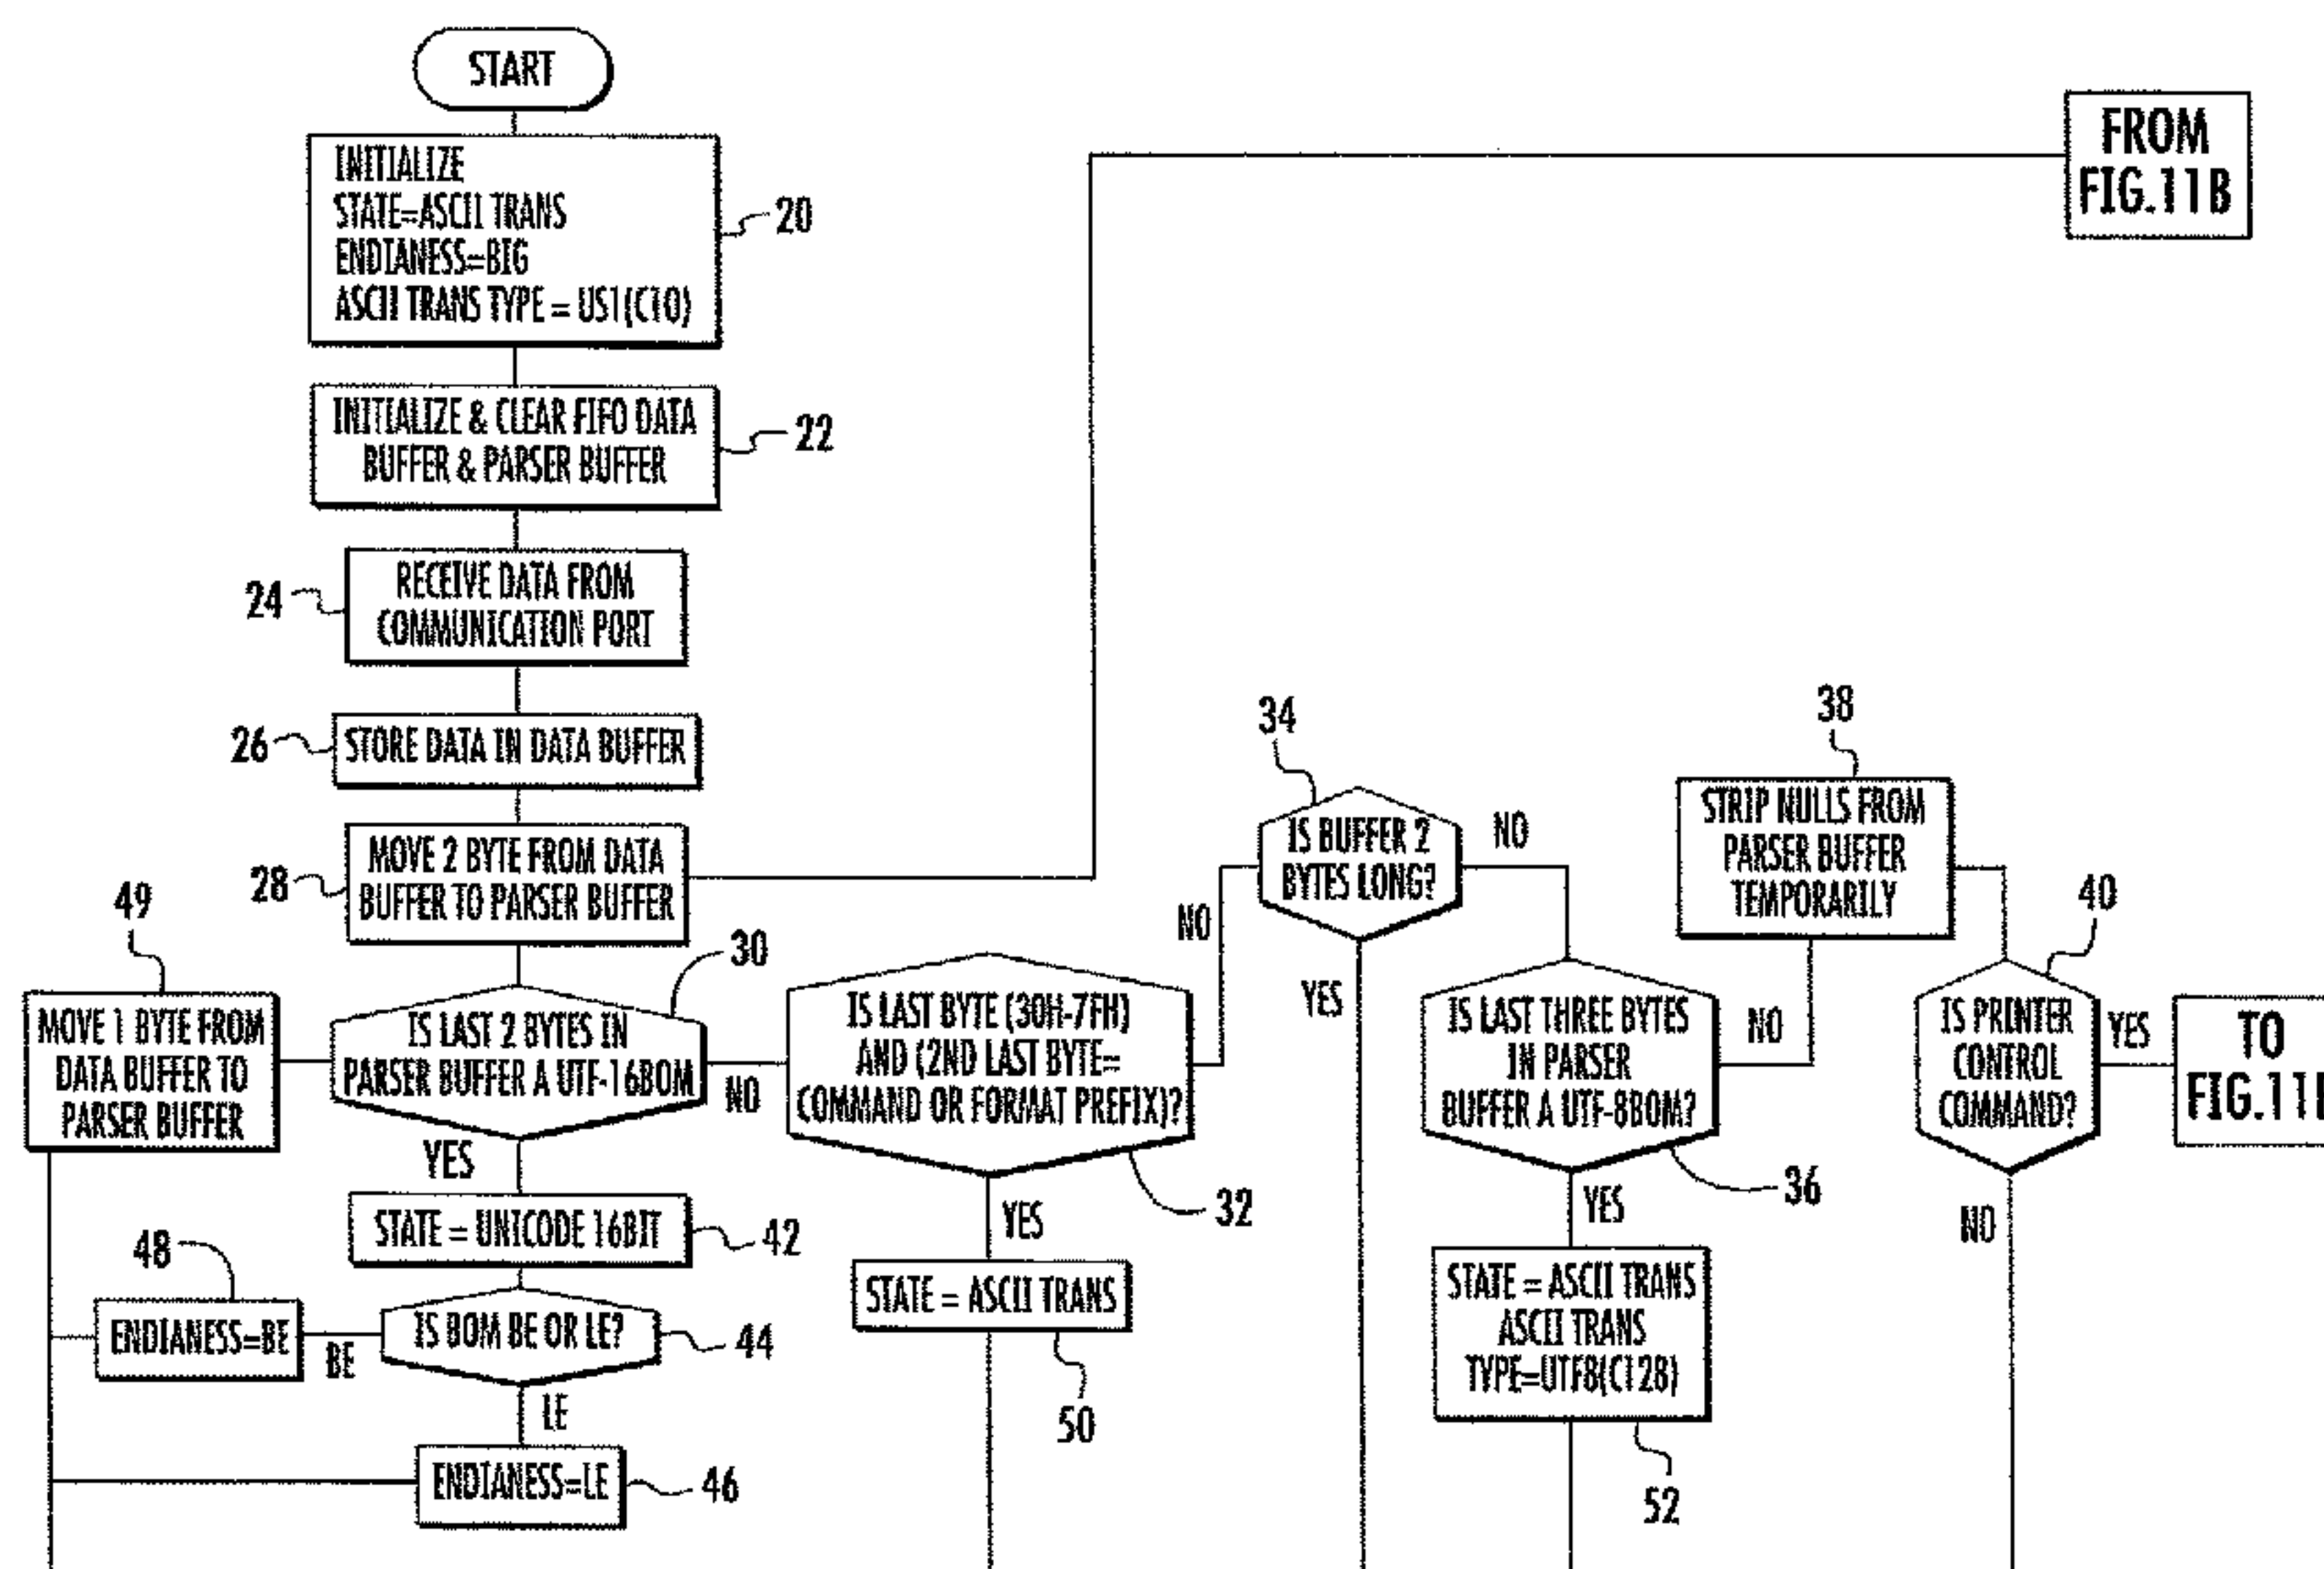 START
INITIALIZE
STATE=ASCII TRANS
ENDIANESS=BIG
ASCII TRANS TYPE = US1(CT0)
20
FROM
FIG.11B
INITIALIZE & CLEAR FIFO DATA
BUFFER & PARSER BUFFER
22
24
RECEIVE DATA FROM
COMMUNICATION PORT
26
STORE DATA IN DATA BUFFER
28
MOVE 2 BYTE FROM DATA
BUFFER TO PARSER BUFFER
49
MOVE 1 BYTE FROM
DATA BUFFER TO
PARSER BUFFER
30
IS LAST 2 BYTES IN
PARSER BUFFER A UTF-16BOM
NO
YES
IS LAST BYTE (30H-7FH)
AND (2ND LAST BYTE=
COMMAND OR FORMAT PREFIX)?
32
NO
YES
34
IS BUFFER 2
BYTES LONG?
NO
YES
IS LAST THREE BYTES
IN PARSER
BUFFER A UTF-8BOM?
36
NO
YES
38
STRIP NULLS FROM
PARSER BUFFER
TEMPORARILY
40
IS PRINTER
CONTROL
COMMAND?
YES
NO
TO
STATE = UNICODE 16BIT
42
48
ENDIANESS=BE
BE
IS BOM BE OR LE?
44
LE
ENDIANESS=LE
46
STATE = ASCII TRANS
50
STATE = ASCII TRANS
ASCII TRANS
TYPE=UTF8(CT28)
52